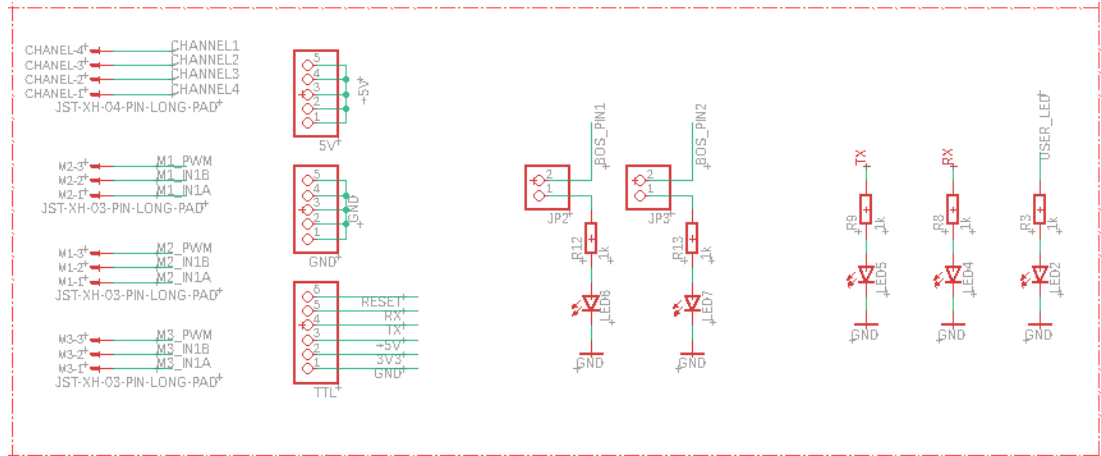 CHANEL-4 CHANNEL1
CHANEL-3 CHANNEL2
CHANEL-2 CHANNEL3
CHANEL-1 CHANNEL4
JST-XH-04-PIN-LONG-PAD
M2-3 M1_PWM
M2-2 M1_IN1B
M2-1 M1_IN1A
JST-XH-03-PIN-LONG-PAD
M1-3 M2_PWM
M1-2 M2_IN1B
M1-1 M2_IN1A
JST-XH-03-PIN-LONG-PAD
M3-3 M3_PWM
M3-2 M3_IN1B
M3-1 M3_IN1A
JST-XH-03-PIN-LONG-PAD
5
4
3
2
1
+5V
5V
5
4
3
2
1
GND
GND
6
5
4
3
2
1
RESET
RX
TX
+5V
3V3
GND
TTL
BOS_PIN1
2
1
JP2
R12
1k
LED6
GND
BOS_PIN2
2
1
JP3
R13
1k
LED7
GND
TX
R9
1k
LED5
GND
RX
R8
1k
LED4
GND
USER_LED
R3
1k
LED2
GND